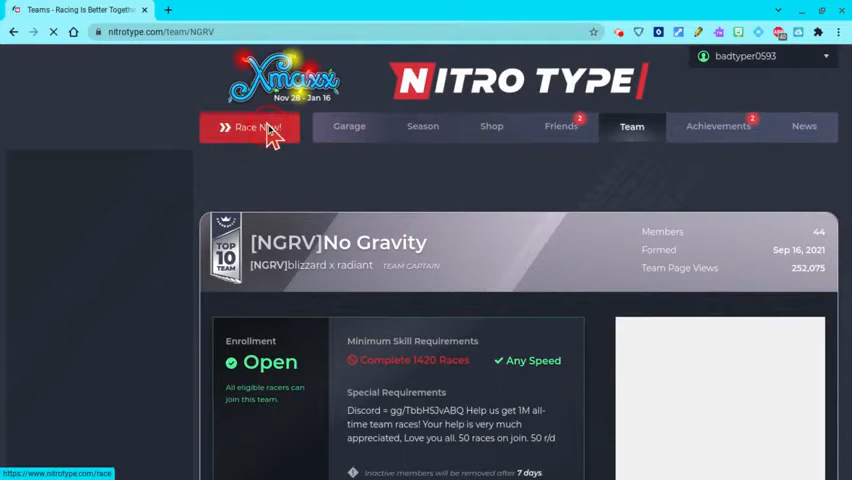 Teams - Racing Is Better Togethe
nitrotype.com/team/NGRV
Xmaxx
Nov 28 - Jan 16
NITRO TYPE
badtyper0593
Race Now!
Garage
Season
Shop
Friends
2
Team
Achievements
2
News
TOP
10
TEAM
[NGRV]No Gravity
[NGRV]blizzard x radiant TEAM CAPTAIN
Members 44
Formed Sep 16, 2021
Team Page Views 252,075
Enrollment
Open
All eligible racers can
join this team.
Minimum Skill Requirements
Complete 1420 Races
Any Speed
Special Requirements
Discord = gg/TbbHSJvABQ Help us get 1M all-
time team races! Your help is very much
appreciated, Love you all. 50 races on join. 50 r/d
Inactive members will be removed after 7 days.
https://www.nitrotype.com/race